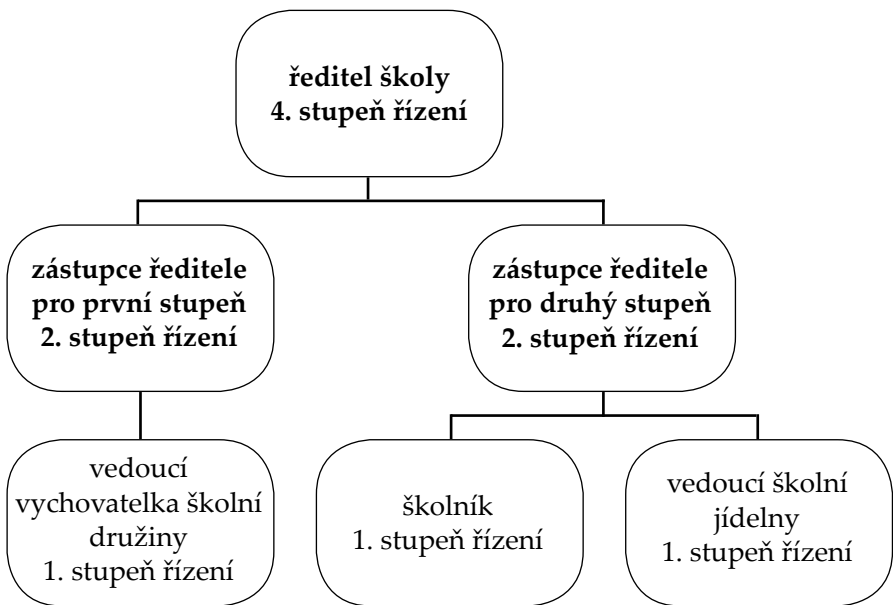 ředitel školy
4. stupeň řízení
zástupce ředitele
pro první stupeň
2. stupeň řízení
zástupce ředitele
pro druhý stupeň
2. stupeň řízení
vedoucí
vychovatelka školní
družiny
1. stupeň řízení
školník
1. stupeň řízení
vedoucí školní
jídelny
1. stupeň řízení